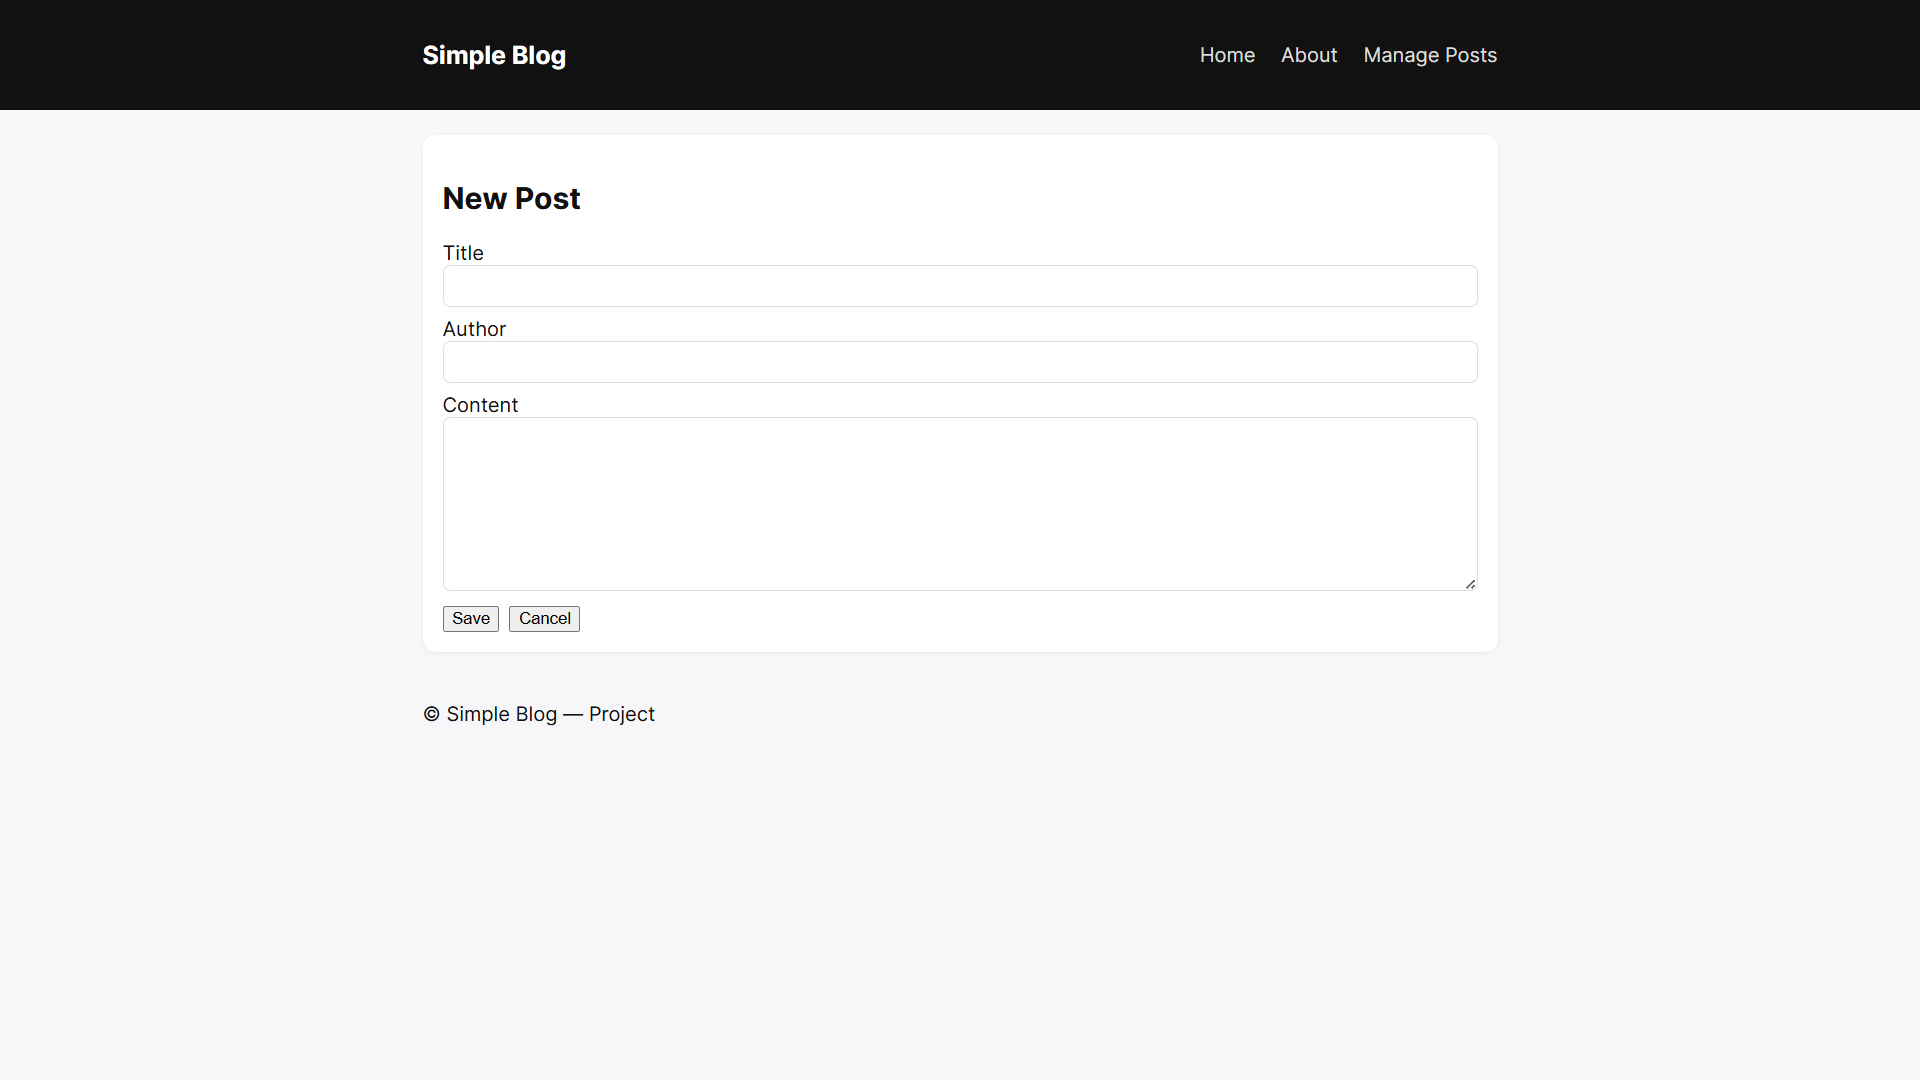 Simple Blog
Home About Manage Posts
New Post
Title
Author
Content
Save Cancel
© Simple Blog — Project